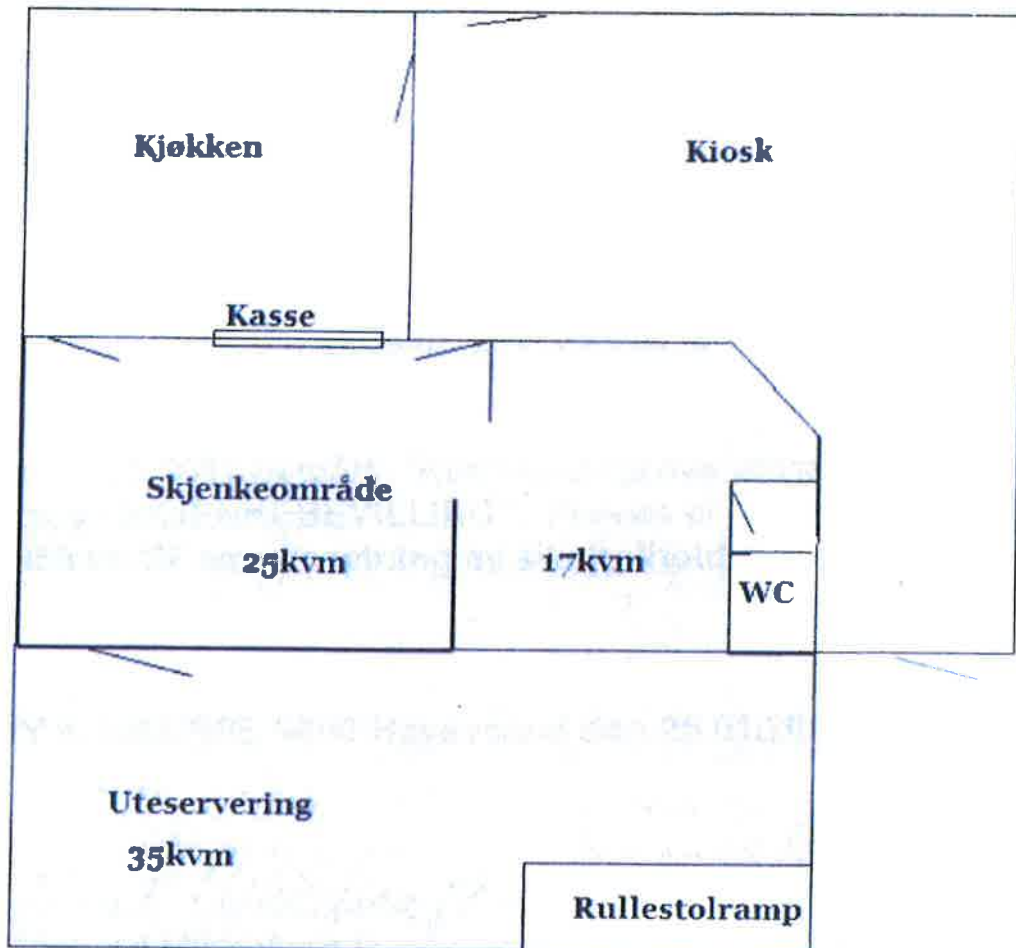 Kjøkken
Kiosk
Kasse
Skjenkeområde
25kvm
17kvm
WC
Uteservering
35kvm
Rullestolramp